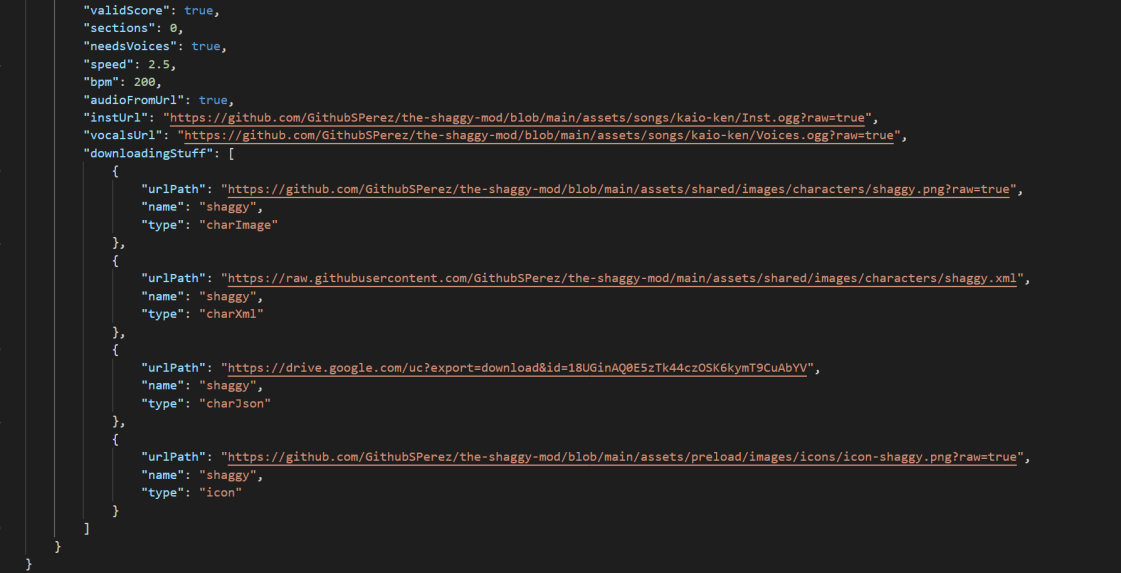 "validScore": true,
"sections": 0,
"needsVoices": true,
"speed": 2.5,
"bpm": 200,
"audioFromUrl": true,
"instUrl": "https://github.com/GithubSPerez/the-shaggy-mod/blob/main/assets/songs/kaio-ken/Inst.ogg?raw=true",
"vocalsUrl": "https://github.com/GithubSPerez/the-shaggy-mod/blob/main/assets/songs/kaio-ken/Voices.ogg?raw=true",
"downloadingStuff": [
{
"urlPath": "https://github.com/GithubSPerez/the-shaggy-mod/blob/main/assets/shared/images/characters/shaggy.png?raw=true",
"name": "shaggy",
"type": "charImage"
},
{
"urlPath": "https://raw.githubusercontent.com/GithubSPerez/the-shaggy-mod/main/assets/shared/images/characters/shaggy.xml",
"name": "shaggy",
"type": "charXml"
},
{
"urlPath": "https://drive.google.com/uc?export=download&id=18UGinAQ0E5zTk44czOSK6kymT9CuAbYV",
"name": "shaggy",
"type": "charJson"
},
{
"urlPath": "https://github.com/GithubSPerez/the-shaggy-mod/blob/main/assets/preload/images/icons/icon-shaggy.png?raw=true",
"name": "shaggy",
"type": "icon"
}
]
}
}